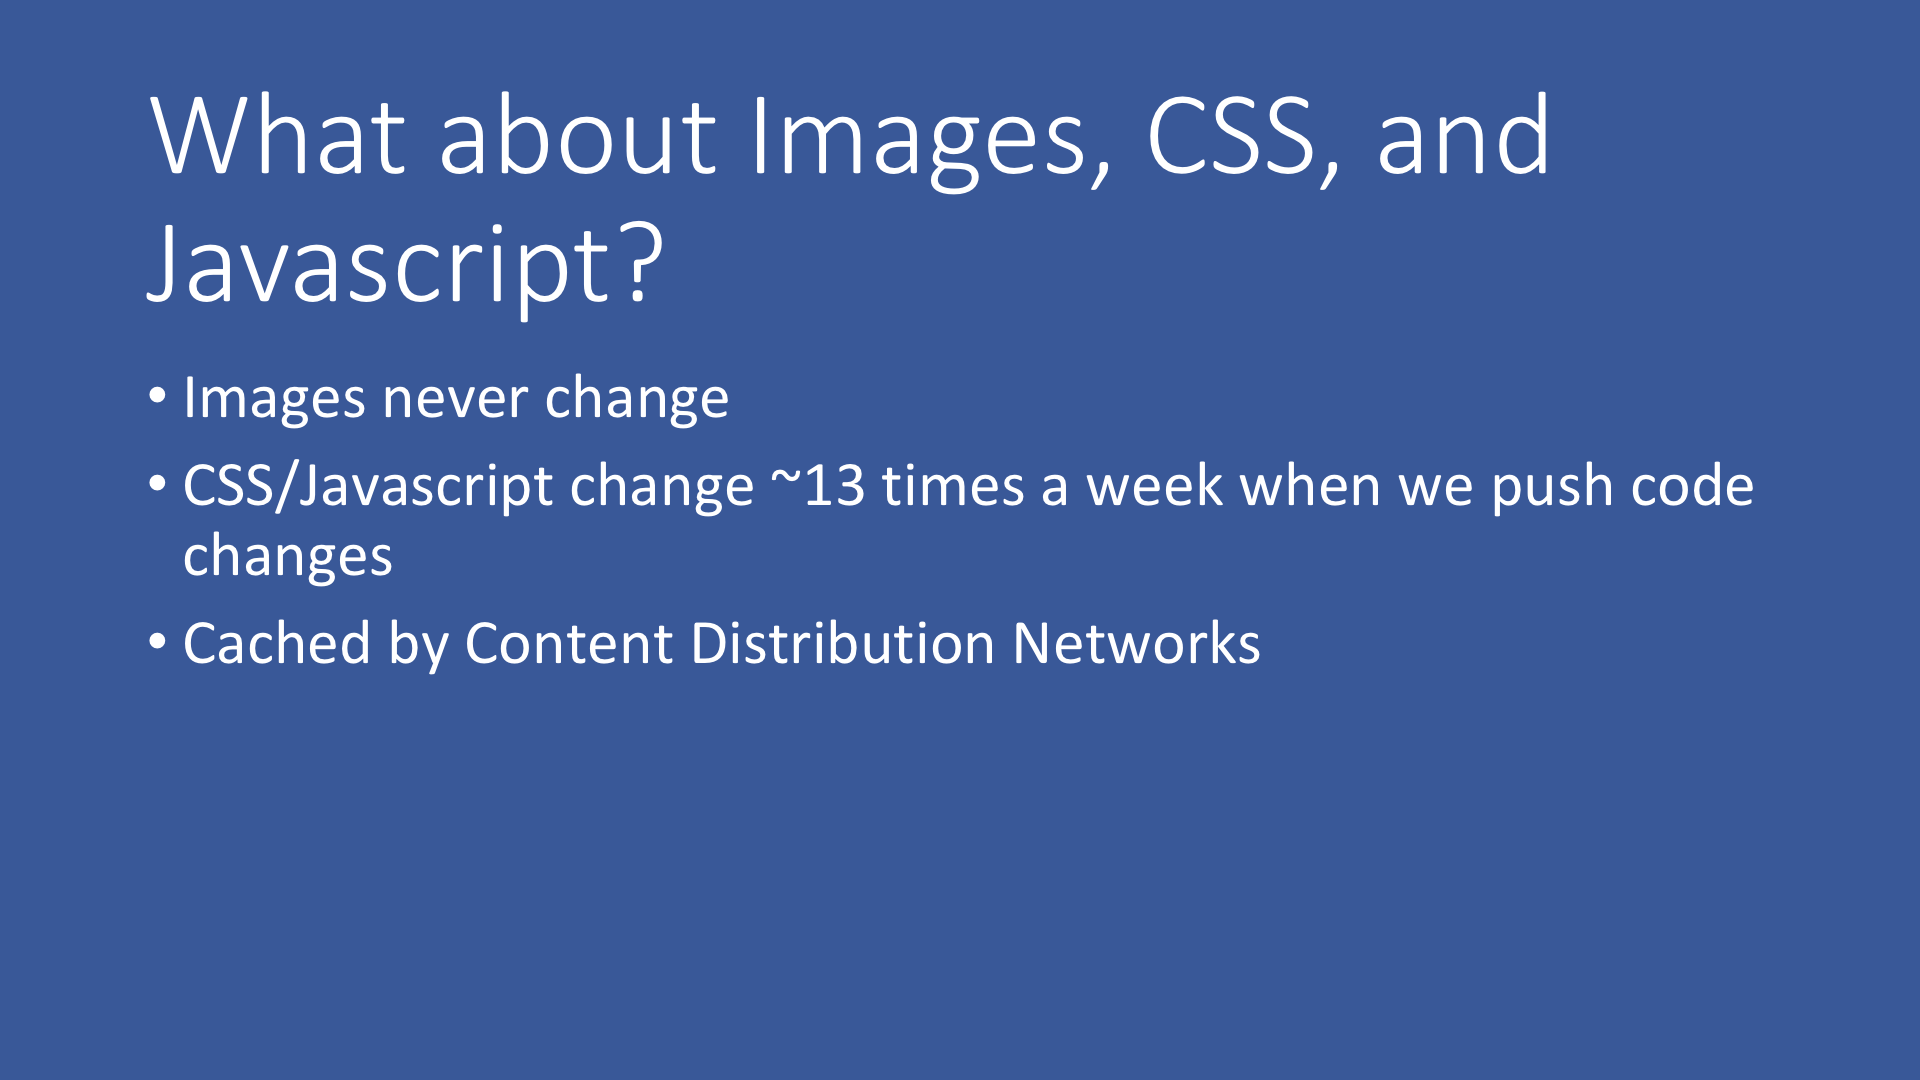 What about Images, CSS, and
Javascript?
• Images never change
• CSS/Javascript change ~13 times a week when we push code
changes
• Cached by Content Distribution Networks